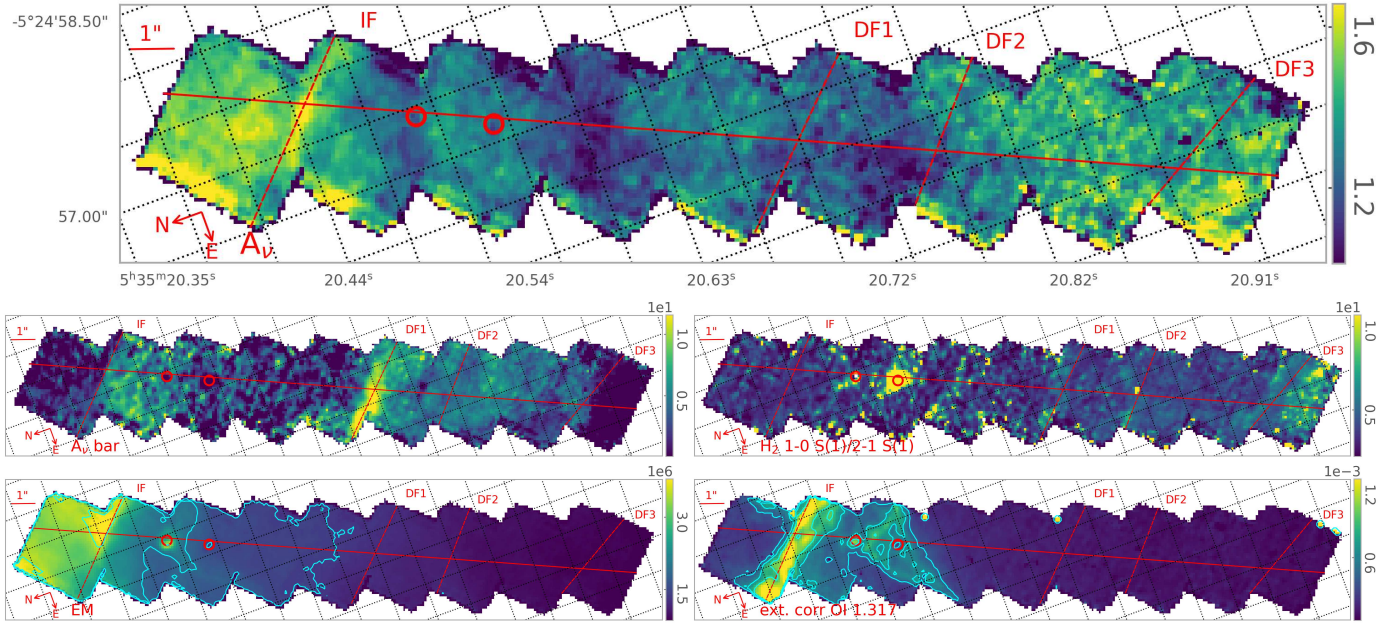 -5°24'58.50"
1"
IF
DF1
DF2
DF3
1.6
1.2
57.00"
N
E
Aν
5ʰ35ᵐ20.35ˢ
20.44ˢ
20.54ˢ
20.63ˢ
20.72ˢ
20.82ˢ
20.91ˢ
1e1
1"
IF
DF1
DF2
DF3
1.0
0.5
N
E
Aν bar
1e1
1"
IF
DF1
DF2
DF3
1.0
0.5
N
E
H₂ 1-0 S(1)/2-1 S(1)
1e6
1"
IF
DF1
DF2
DF3
3.0
1.5
N
E
EM
1e−3
1"
IF
DF1
DF2
DF3
1.2
0.6
N
E
ext. corr OI 1.317